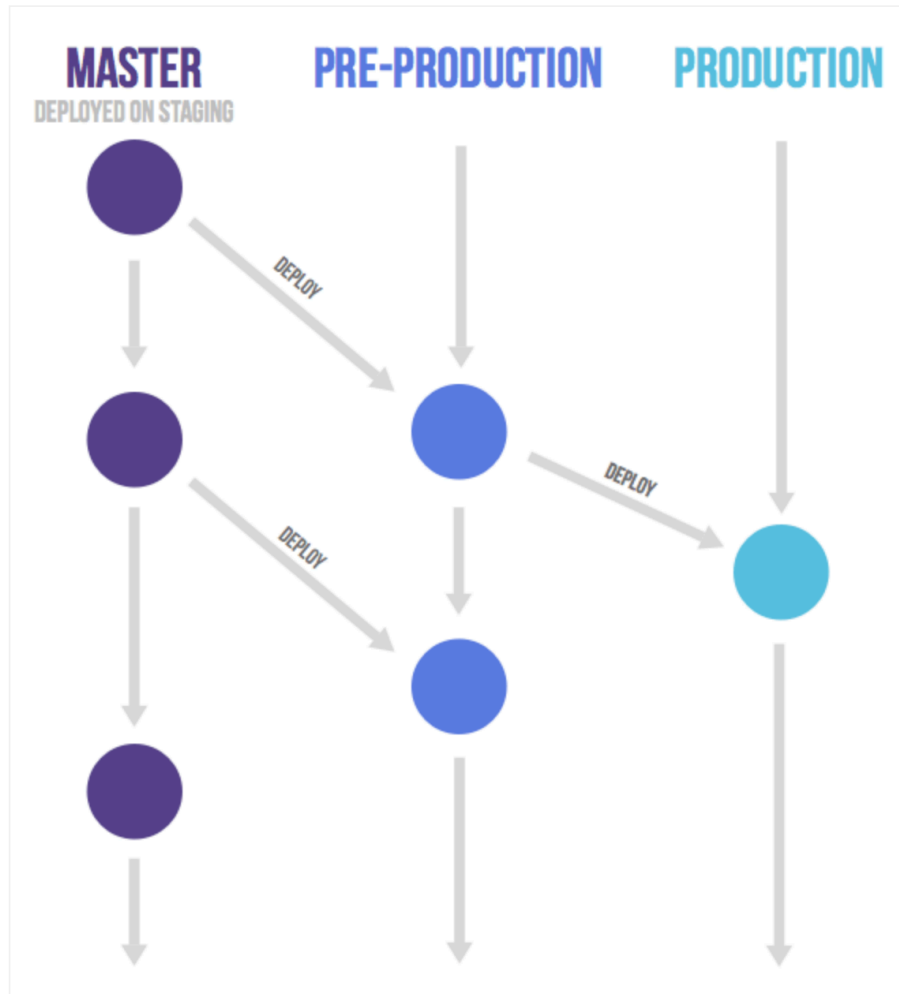 MASTER
DEPLOYED ON STAGING
PRE-PRODUCTION
PRODUCTION
DEPLOY
DEPLOY
DEPLOY